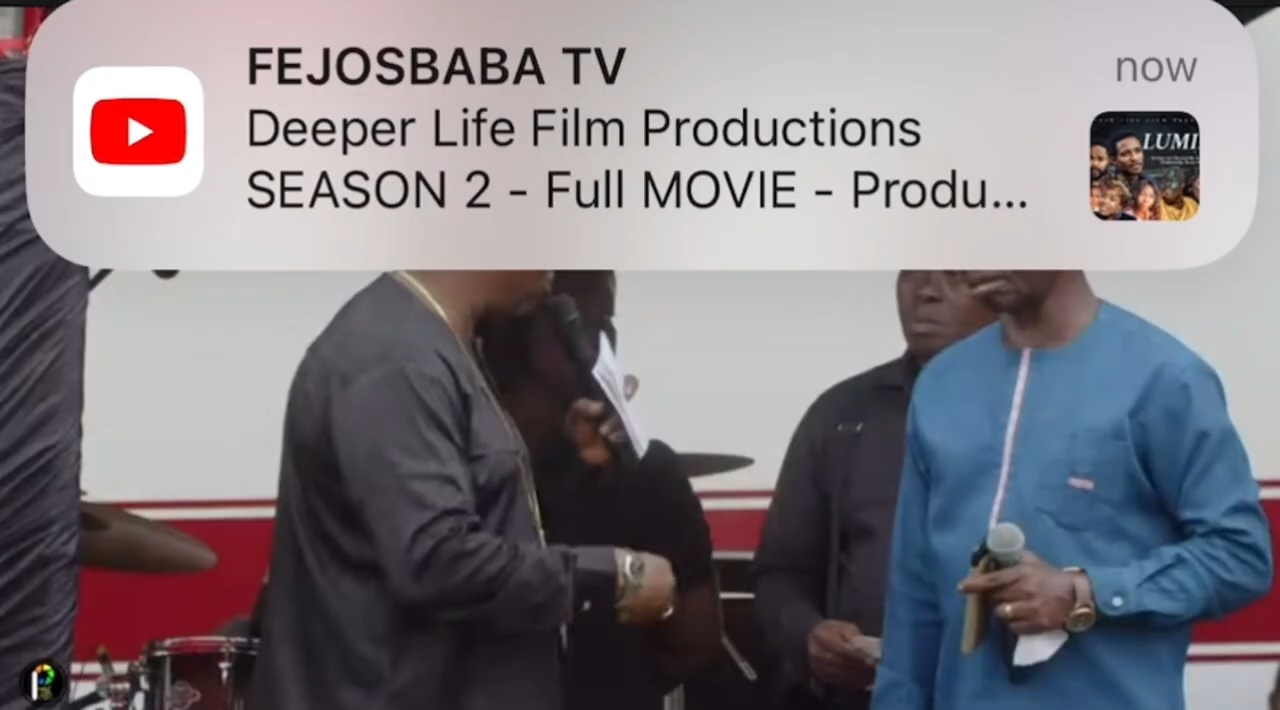 FEJOSBABA TV
now
Deeper Life Film Productions
SEASON 2 - Full MOVIE - Produ...
LUMI